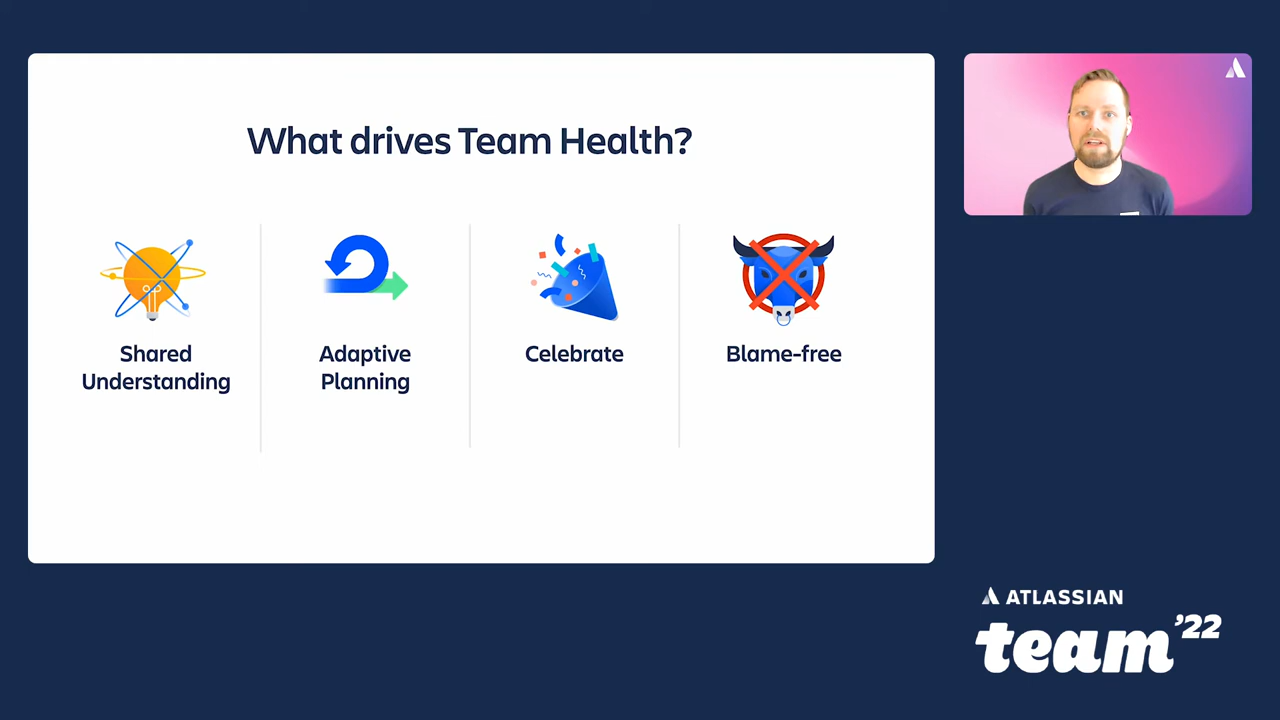 What drives Team Health?
Shared
Understanding
Adaptive
Planning
Celebrate
Blame-free
ATLASSIAN
team '22